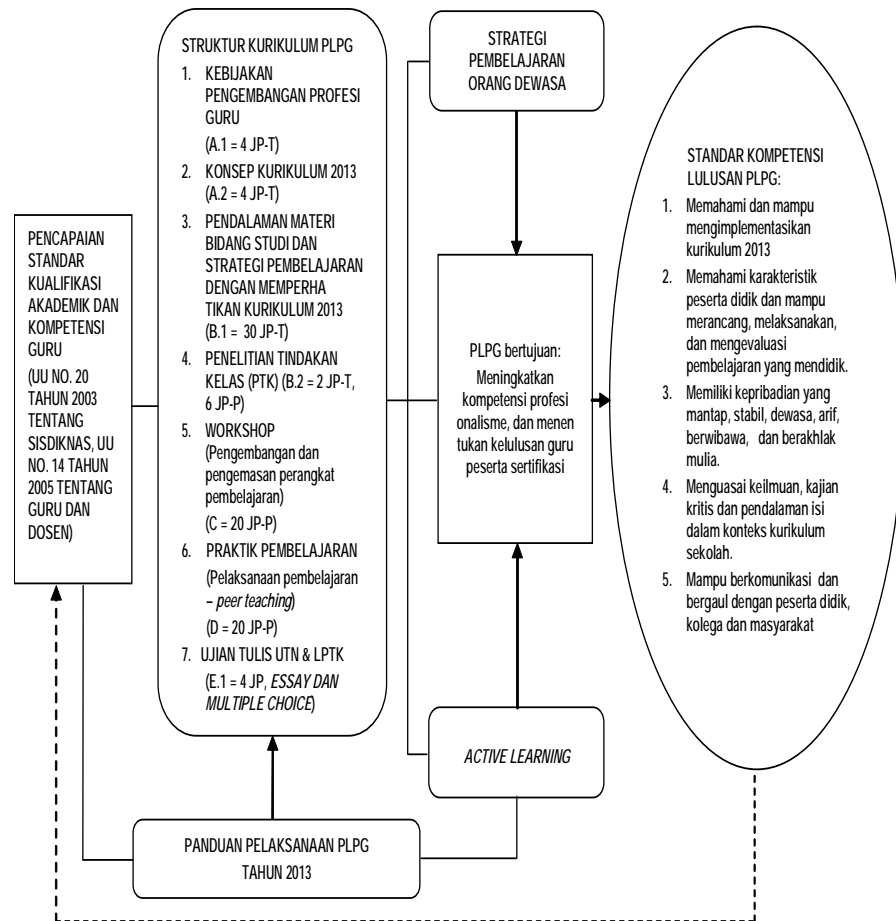 PENCAPAIAN
STANDAR
KUALIFIKASI
AKADEMIK DAN
KOMPETENSI
GURU
(UU NO. 20
TAHUN 2003
TENTANG
SISDIKNAS, UU
NO. 14 TAHUN
2005 TENTANG
GURU DAN
DOSEN)
STRUKTUR KURIKULUM PLPG
1. KEBIJAKAN
PENGEMBANGAN PROFESI
GURU
(A.1 = 4 JP-T)
2. KONSEP KURIKULUM 2013
(A.2 = 4 JP-T)
3. PENDALAMAN MATERI
BIDANG STUDI DAN
STRATEGI PEMBELAJARAN
DENGAN MEMPERHA
TIKAN KURIKULUM 2013
(B.1 = 30 JP-T)
4. PENELITIAN TINDAKAN
KELAS (PTK) (B.2 = 2 JP-T,
6 JP-P)
5. WORKSHOP
(Pengembangan dan
pengemasan perangkat
pembelajaran)
(C = 20 JP-P)
6. PRAKTIK PEMBELAJARAN
(Pelaksanaan pembelajaran
– peer teaching)
(D = 20 JP-P)
7. UJIAN TULIS UTN & LPTK
(E.1 = 4 JP, ESSAY DAN
MULTIPLE CHOICE)
STRATEGI
PEMBELAJARAN
ORANG DEWASA
PLPG bertujuan:
Meningkatkan
kompetensi profesi
onalisme, dan menen
tukan kelulusan guru
peserta sertifikasi
ACTIVE LEARNING
STANDAR KOMPETENSI
LULUSAN PLPG:
1. Memahami dan mampu
mengimplementasikan
kurikulum 2013
2. Memahami karakteristik
peserta didik dan mampu
merancang, melaksanakan,
dan mengevaluasi
pembelajaran yang mendidik.
3. Memiliki kepribadian yang
mantap, stabil, dewasa, arif,
berwibawa, dan berakhlak
mulia.
4. Menguasai keilmuan, kajian
kritis dan pendalaman isi
dalam konteks kurikulum
sekolah.
5. Mampu berkomunikasi dan
bergaul dengan peserta didik,
kolega dan masyarakat
PANDUAN PELAKSANAAN PLPG
TAHUN 2013